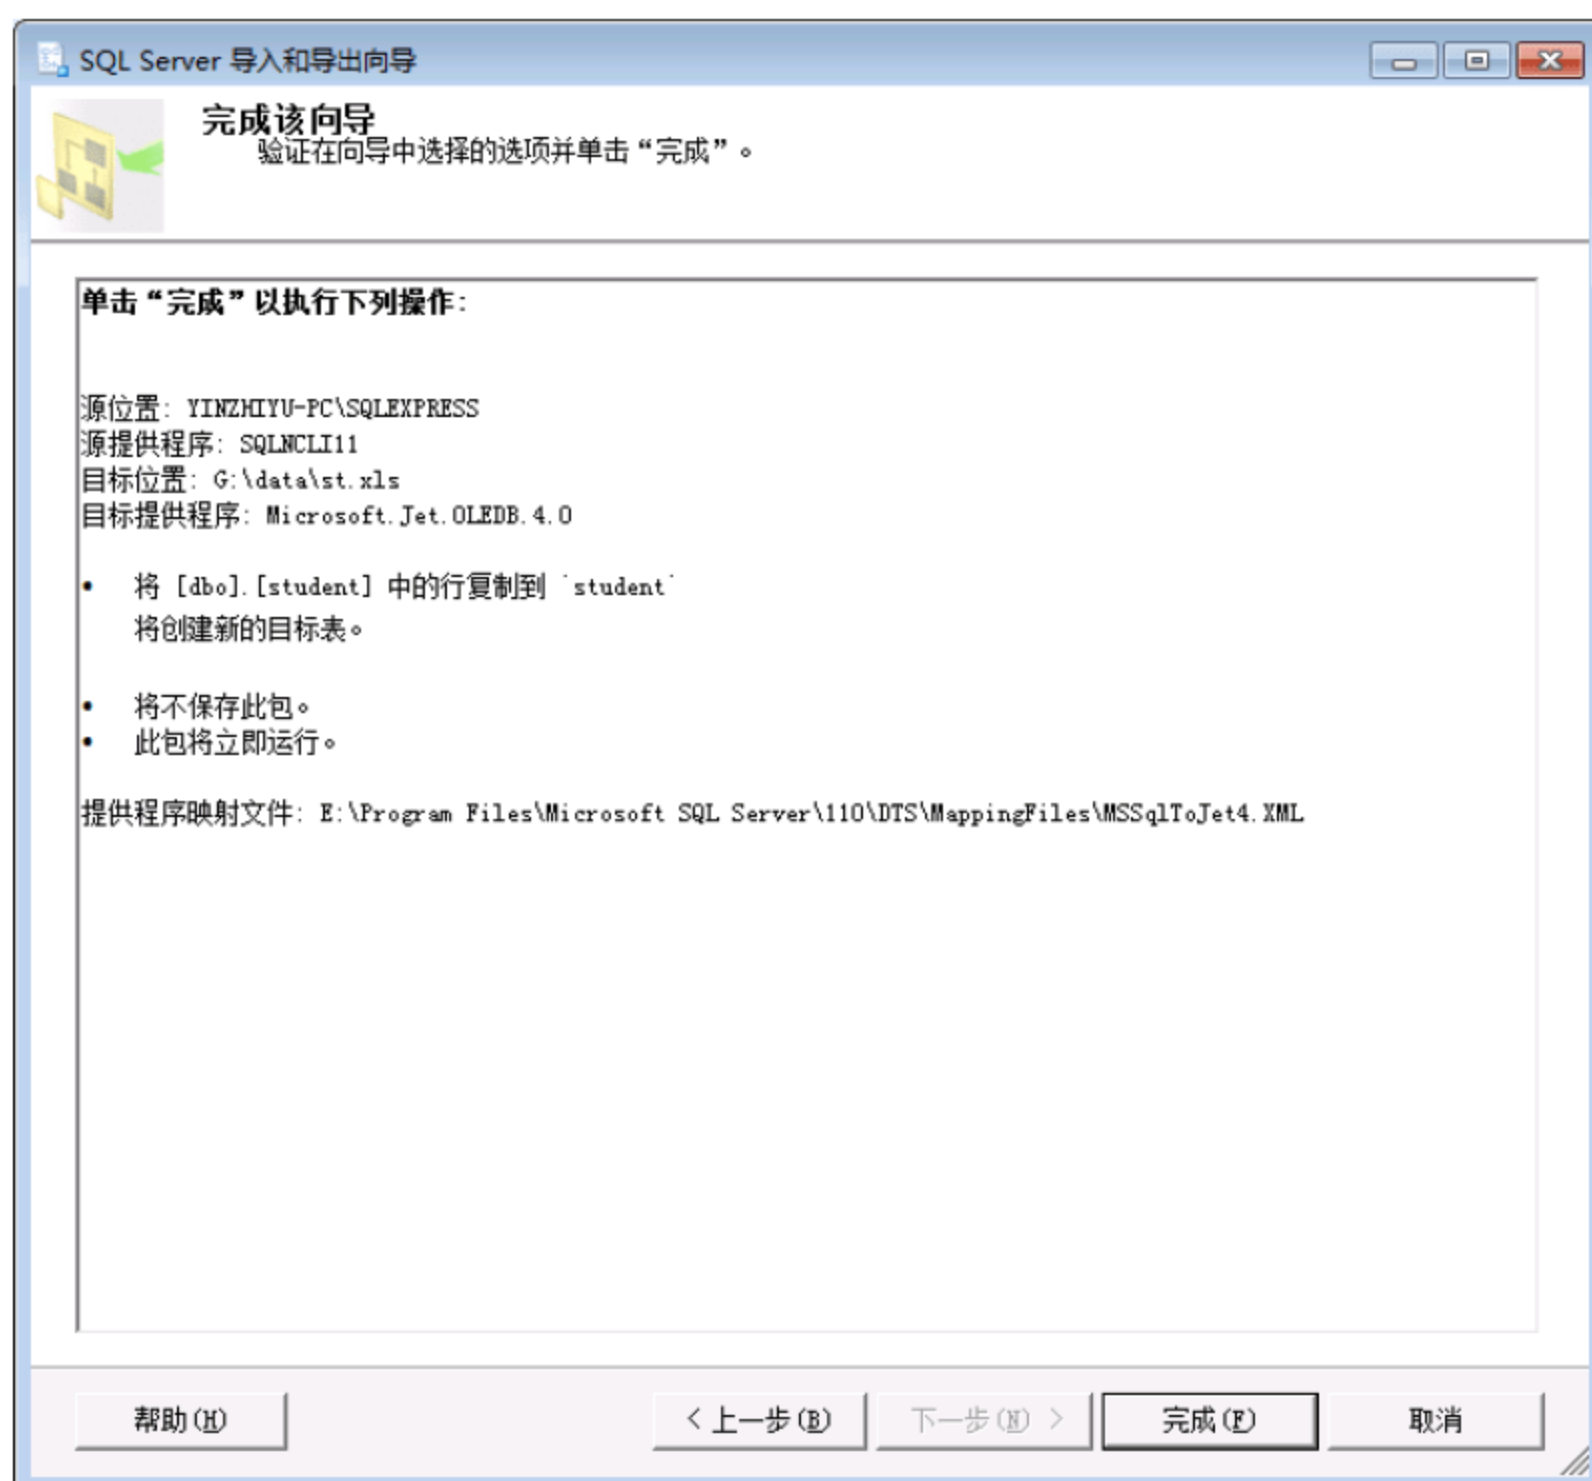 SQL Server 导入和导出向导
完成该向导
验证在向导中选择的选项并单击“完成”。
单击“完成”以执行下列操作:
源位置: YINZHIYU-PC\SQLEXPRESS
源提供程序: SQLNCLI11
目标位置: G:\data\st.xls
目标提供程序: Microsoft.Jet.OLEDB.4.0
• 将 [dbo].[student] 中的行复制到 `student`
将创建新的目标表。
• 将不保存此包。
• 此包将立即运行。
提供程序映射文件: E:\Program Files\Microsoft SQL Server\110\DTS\MappingFiles\MSSqlToJet4.XML
帮助(H) < 上一步(B) 下一步(N) > 完成(F) 取消